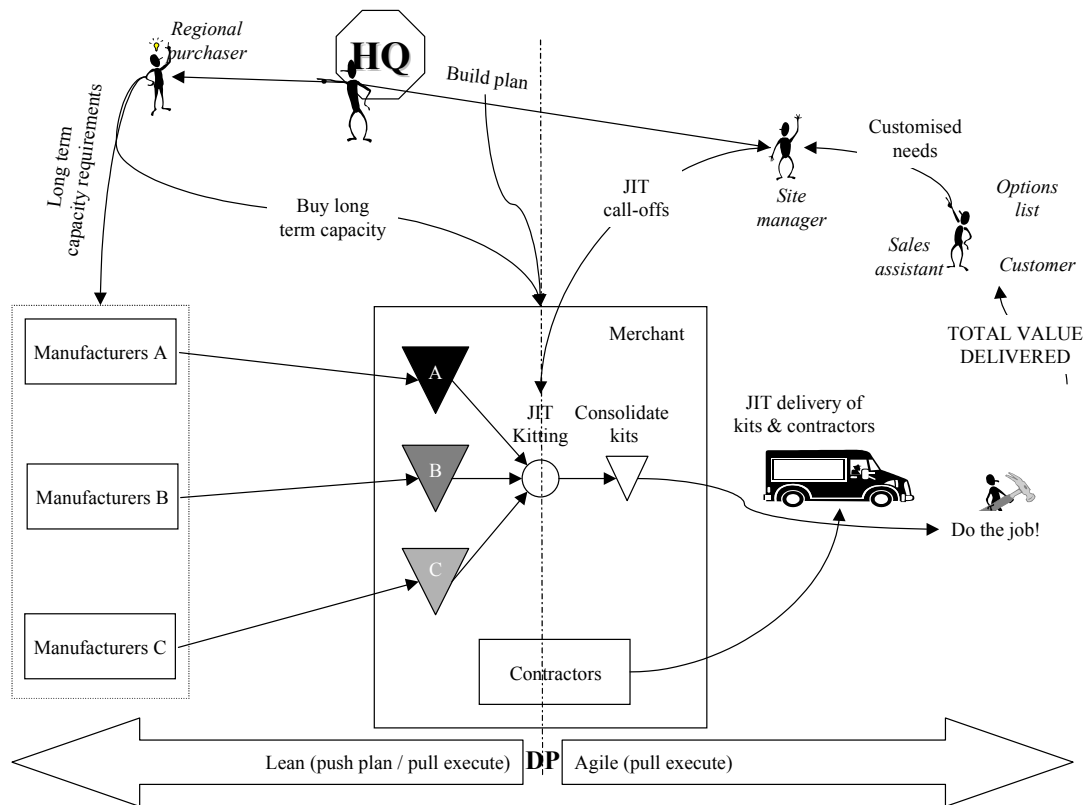 Regional
purchaser
HQ
Build plan
Long term
capacity requirements
Buy long
term capacity
JIT
call-offs
Site
manager
Customised
needs
Options
list
Sales
assistant
Customer
TOTAL VALUE
DELIVERED
Manufacturers A
Manufacturers B
Manufacturers C
Merchant
A
B
C
JIT
Kitting
Consolidate
kits
JIT delivery of
kits & contractors
Do the job!
Contractors
Lean (push plan / pull execute)
DP
Agile (pull execute)